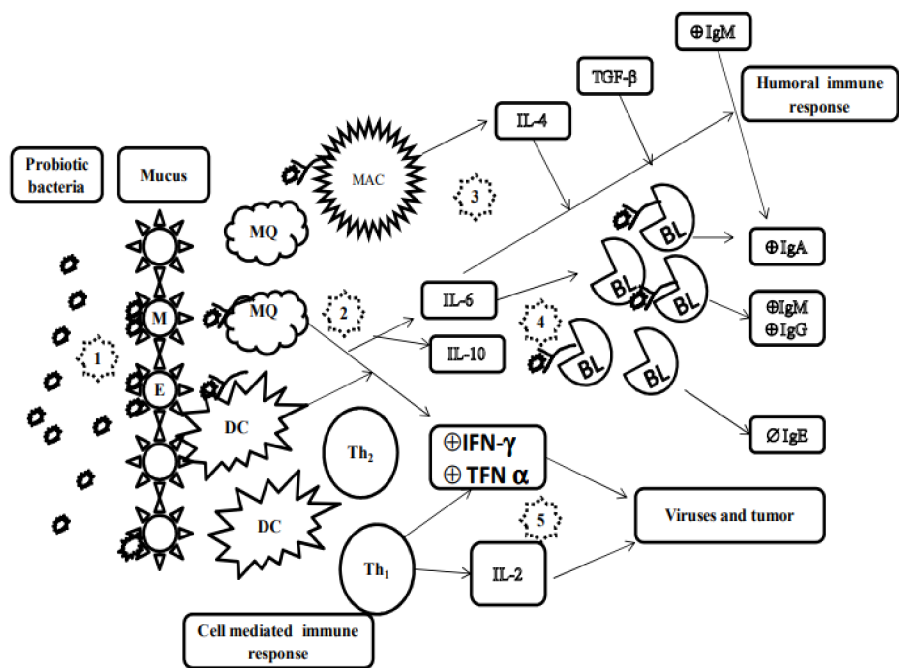 ⊕IgM
TGF-β
Humoral immune
response
IL-4
Probiotic
bacteria
Mucus
MAC
3
MQ
BL
⊕IgA
IL-6
BL
BL
⊕IgM
⊕IgG
M
MQ
2
4
IL-10
1
E
BL
BL
DC
Th₂
⊕IFN-γ
⊕ TFN α
∅ IgE
DC
5
Viruses and tumor
Th₁
IL-2
Cell mediated immune
response